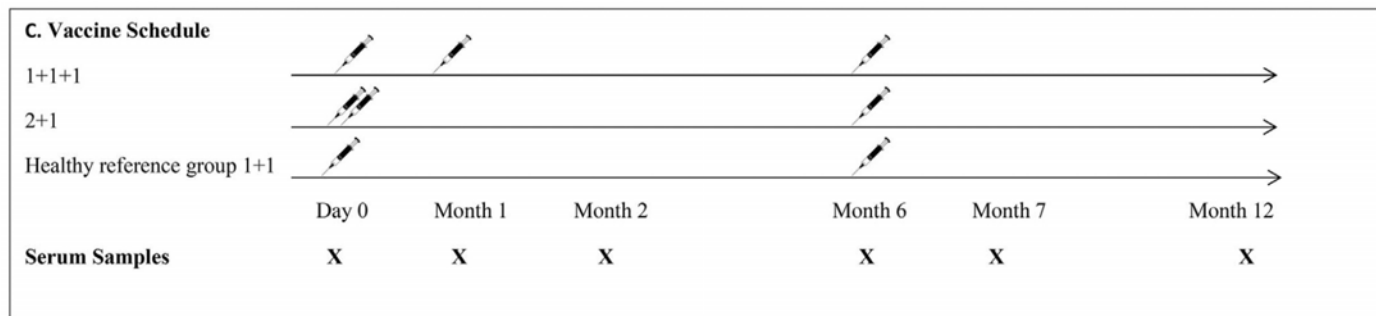 C. Vaccine Schedule
1+1+1
2+1
Healthy reference group 1+1
Day 0 Month 1 Month 2 Month 6 Month 7 Month 12
Serum Samples X X X X X X